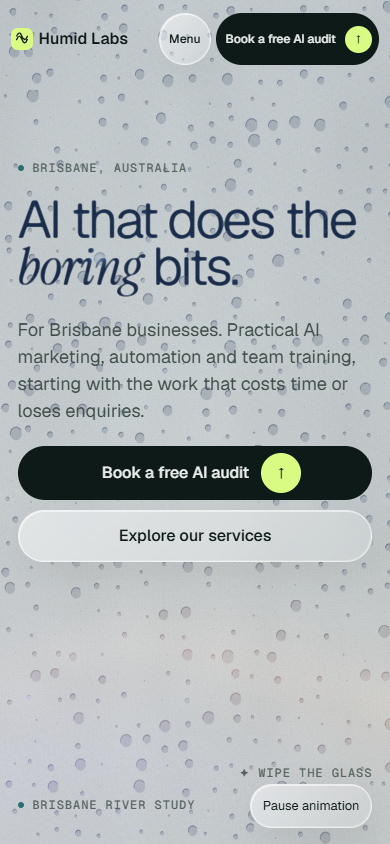 Humid Labs
Menu
Book a free AI audit ↑
BRISBANE, AUSTRALIA
AI that does the
boring bits.
For Brisbane businesses. Practical AI
marketing, automation and team training,
starting with the work that costs time or
loses enquiries.
Book a free AI audit ↑
Explore our services
✦ WIPE THE GLASS
BRISBANE RIVER STUDY
Pause animation